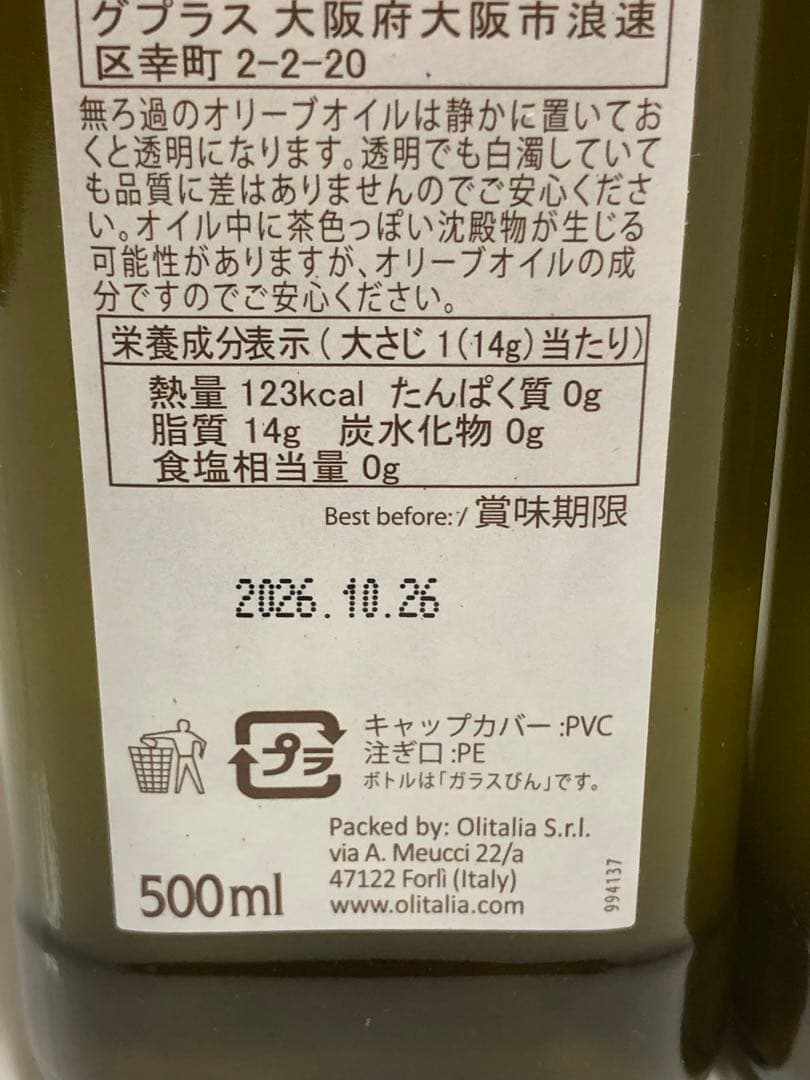 グプラス 大阪府大阪市浪速
区幸町 2-2-20
無ろ過のオリーブオイルは静かに置いてお
くと透明になります。透明でも白濁していて
も品質に差はありませんのでご安心くださ
い。オイル中に茶色っぽい沈殿物が生じる
可能性がありますが、オリーブオイルの成
分ですのでご安心ください。
栄養成分表示 ( 大さじ 1(14g) 当たり)
熱量 123kcal たんぱく質 0g
脂質 14g 炭水化物 0g
食塩相当量 0g
Best before: / 賞味期限
2026.10.26
プラ
キャップカバー :PVC
注ぎ口 :PE
ボトルは「ガラスびん」です。
Packed by: Olitalia S.r.l.
via A. Meucci 22/a
47122 Forlì (Italy)
www.olitalia.com
500ml
994137